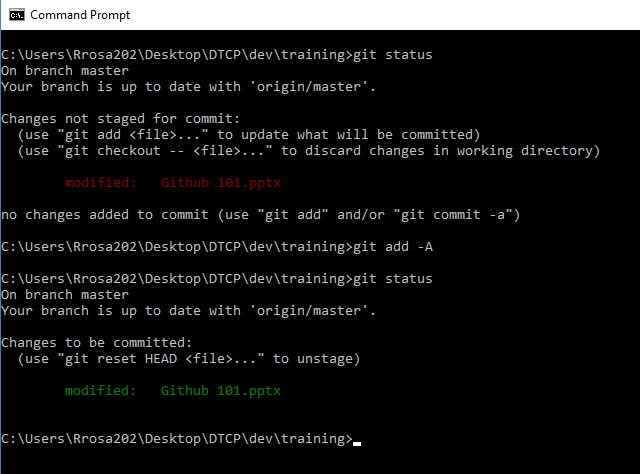 Command Prompt
C:\Users\Rrosa202\Desktop\DTCP\dev\training>git status
On branch master
Your branch is up to date with 'origin/master'.
Changes not staged for commit:
(use "git add <file>..." to update what will be committed)
(use "git checkout -- <file>..." to discard changes in working directory)
modified: Github 101.pptx
no changes added to commit (use "git add" and/or "git commit -a")
C:\Users\Rrosa202\Desktop\DTCP\dev\training>git add -A
C:\Users\Rrosa202\Desktop\DTCP\dev\training>git status
On branch master
Your branch is up to date with 'origin/master'.
Changes to be committed:
(use "git reset HEAD <file>..." to unstage)
modified: Github 101.pptx
C:\Users\Rrosa202\Desktop\DTCP\dev\training>